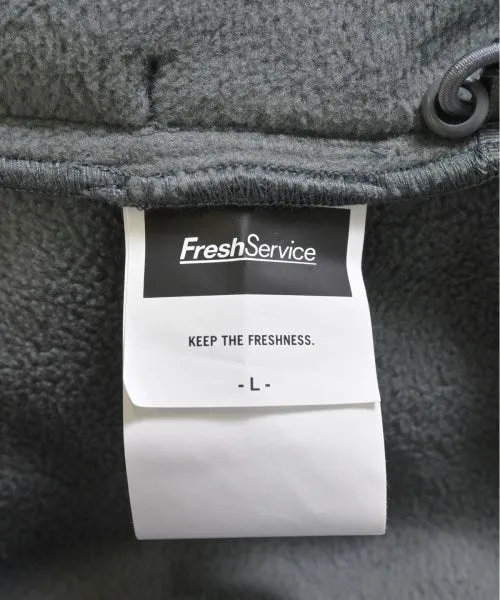 FreshService
KEEP THE FRESHNESS.
- L -